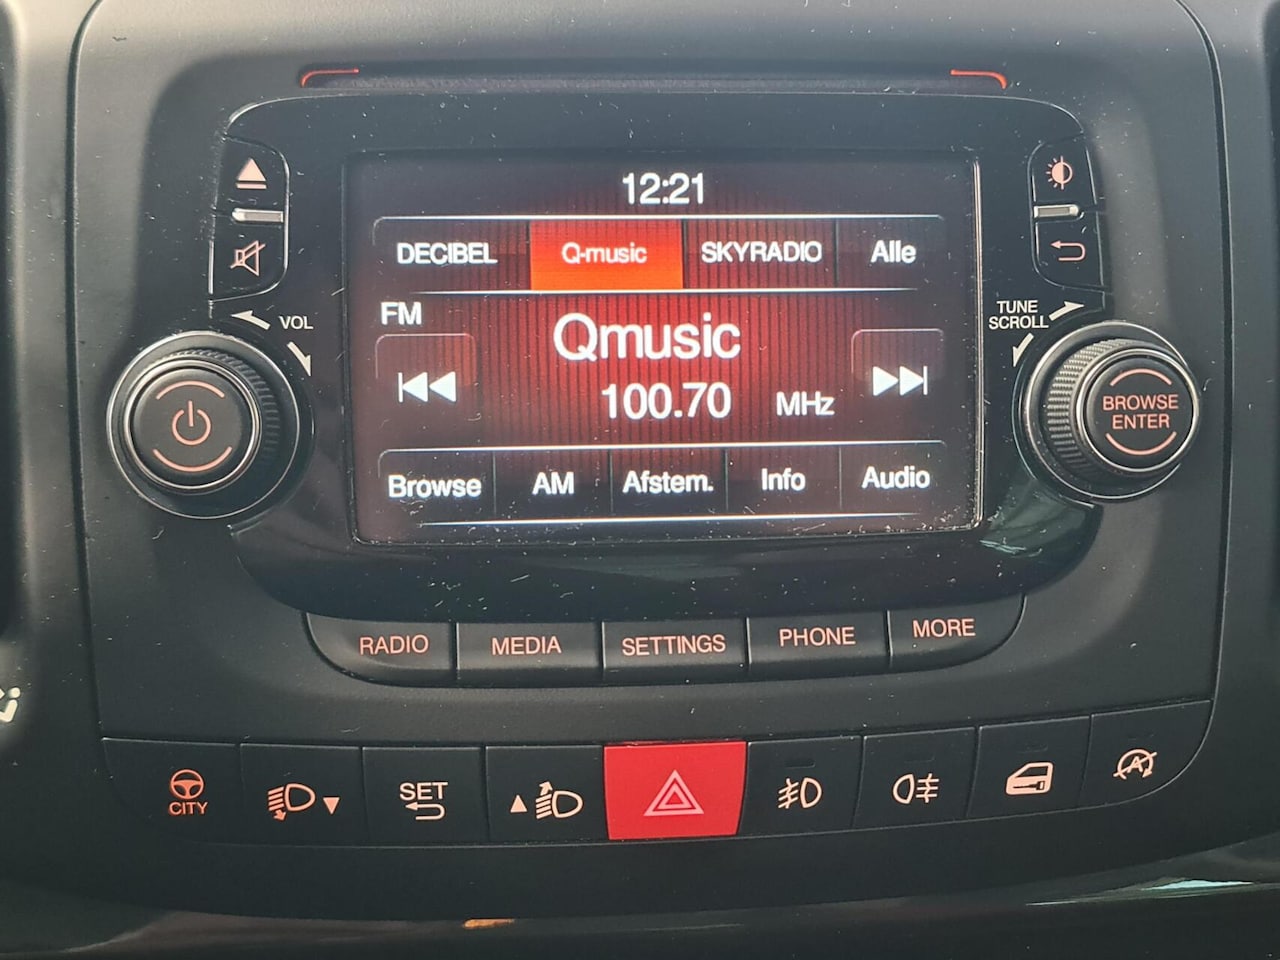 12:21
DECIBEL Q-music SKYRADIO Alle
VOL
FM
TUNE
SCROLL
Qmusic
100.70 MHz
BROWSE
ENTER
Browse AM Afstem. Info Audio
RADIO MEDIA SETTINGS PHONE MORE
SET
CITY
A